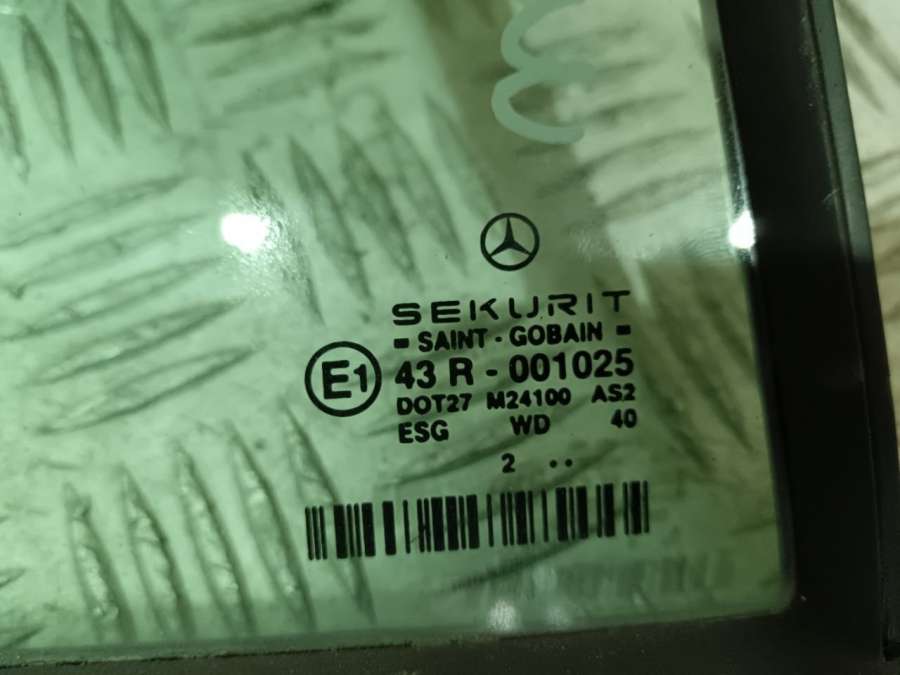 SEKURIT
SAINT-GOBAIN
E1 43 R - 001025
DOT27 M24100 AS2
ESG WD 40
2 ..